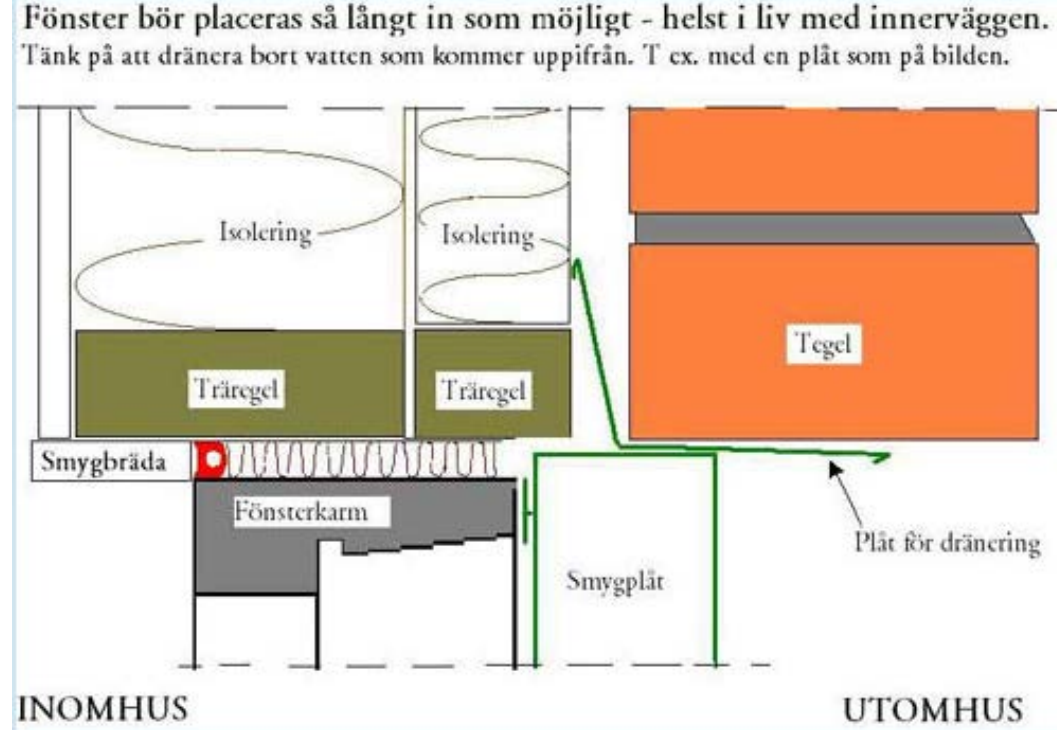 Fönster bör placeras så långt in som möjligt - helst i liv med innerväggen.
Tänk på att dränera bort vatten som kommer uppifrån. T ex. med en plåt som på bilden.
Isolering
Isolering
Tegel
Träregel
Träregel
Smygbräda
Fönsterkarm
Plåt för dränering
Smygplåt
INOMHUS
UTOMHUS